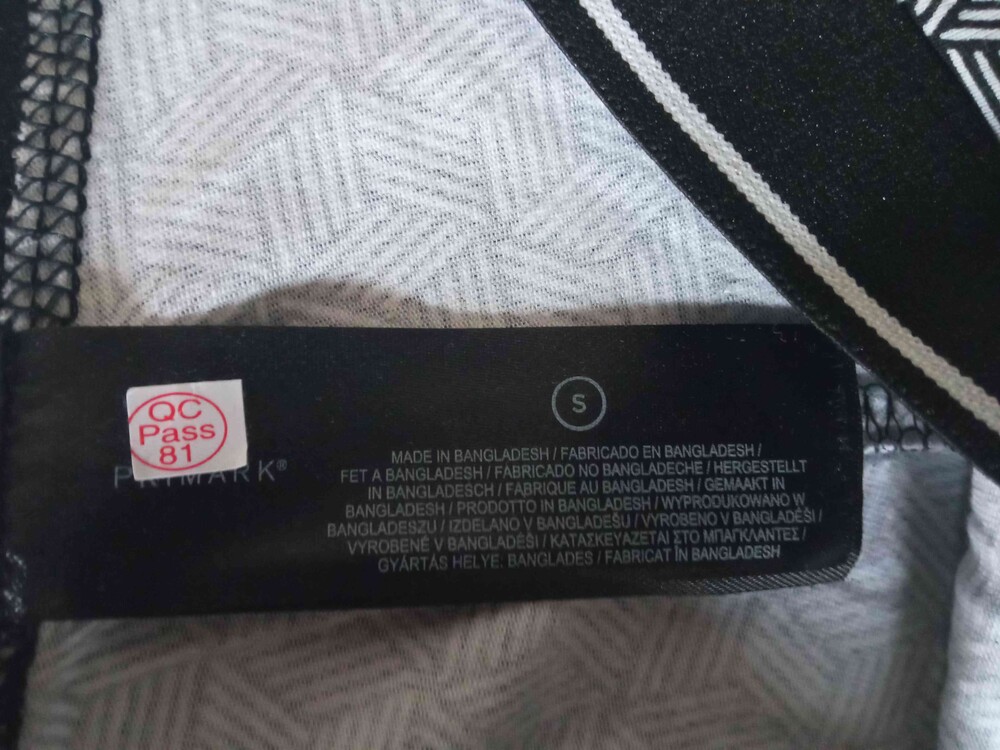 QC
Pass
81
PRIMARK®
S
MADE IN BANGLADESH / FABRICADO EN BANGLADESH /
FET A BANGLADESH / FABRICADO NO BANGLADECHE / HERGESTELLT
IN BANGLADESCH / FABRIQUE AU BANGLADESH / GEMAAKT IN
BANGLADESH / PRODOTTO IN BANGLADESH / WYPRODUKOWANO W
BANGLADESZU / IZDELANO V BANGLADEŠU / VYROBENO V BANGLADÉŠI /
VYROBENÉ V BANGLADÉŠI / ΚΑΤΑΣΚΕΥΑΖΕΤΑΙ ΣΤΟ ΜΠΑΓΚΛΑΝΤΕΣ /
GYÁRTÁS HELYE: BANGLADES / FABRICAT ÎN BANGLADESH